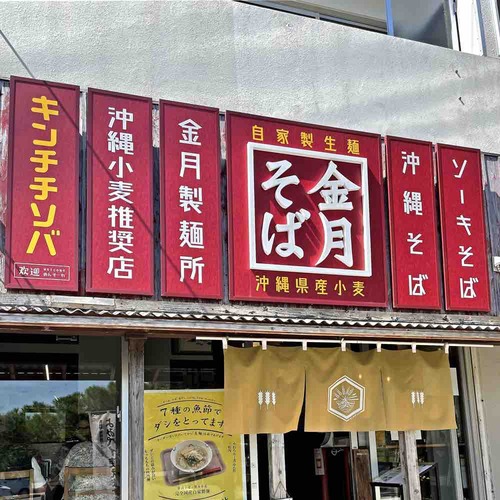 キンチチソバ
欢迎
沖縄小麦推奨店
金月製麺所
自家製生麺
金月そば
沖縄県産小麦
沖縄そば
ソーキそば
7種の魚節で
ダシをとってます